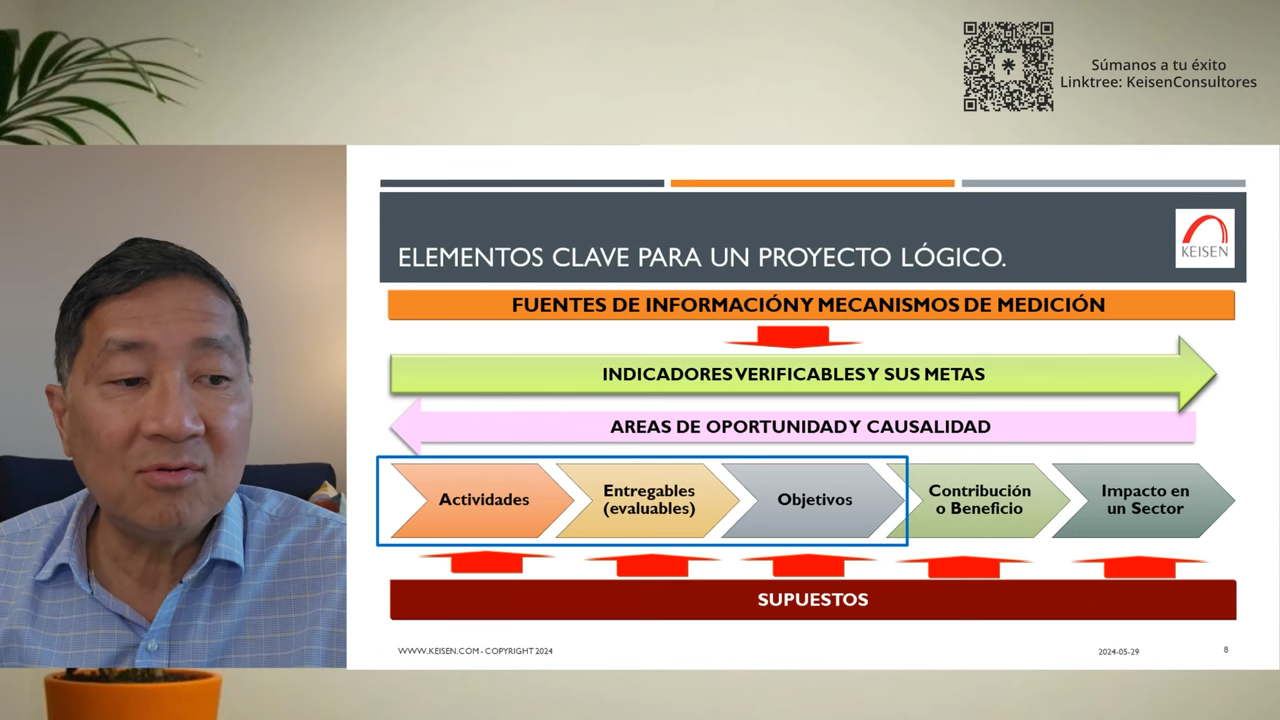 Súmanos a tu éxito
Linktree: KeisenConsultores
ELEMENTOS CLAVE PARA UN PROYECTO LÓGICO.
KEISEN
FUENTES DE INFORMACIÓN Y MECANISMOS DE MEDICIÓN
INDICADORES VERIFICABLES Y SUS METAS
AREAS DE OPORTUNIDAD Y CAUSALIDAD
Actividades
Entregables
(evaluables)
Objetivos
Contribución
o Beneficio
Impacto en
un Sector
SUPUESTOS
WWW.KEISEN.COM - COPYRIGHT 2024
2024-05-29
8